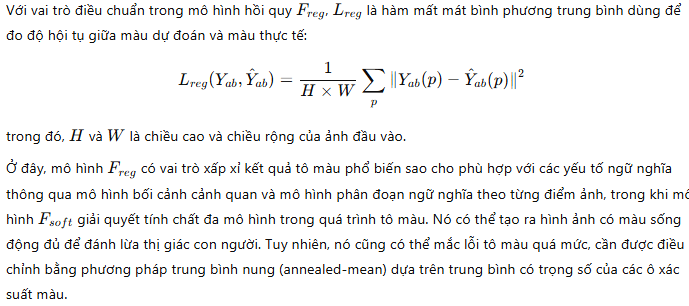 Với vai trò điều chuẩn trong mô hình hồi quy F_{reg}, L_{reg} là hàm mất mát bình phương trung bình dùng để
đo độ hội tụ giữa màu dự đoán và màu thực tế:
L_{reg}(Y_{ab}, Ŷ_{ab}) = \frac{1}{H × W} \sum_{p} ‖Y_{ab}(p) − Ŷ_{ab}(p)‖²
trong đó, H và W là chiều cao và chiều rộng của ảnh đầu vào.
Ở đây, mô hình F_{reg} có vai trò xấp xỉ kết quả tô màu phổ biến sao cho phù hợp với các yếu tố ngữ nghĩa
thông qua mô hình bối cảnh cảnh quan và mô hình phân đoạn ngữ nghĩa theo từng điểm ảnh, trong khi mô
hình F_{soft} giải quyết tính chất đa mô hình trong quá trình tô màu. Nó có thể tạo ra hình ảnh có màu sống
động đủ để đánh lừa thị giác con người. Tuy nhiên, nó cũng có thể mắc lỗi tô màu quá mức, cần được điều
chỉnh bằng phương pháp trung bình nung (annealed-mean) dựa trên trung bình có trọng số của các ô xác
suất màu.